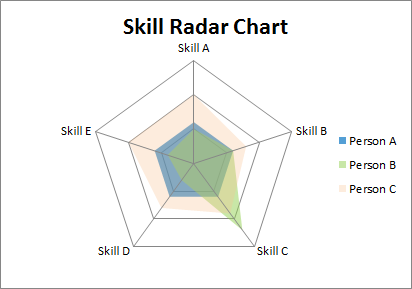 Skill Radar Chart
Skill A
Skill E
Skill B
Person A
Person B
Person C
Skill D
Skill C